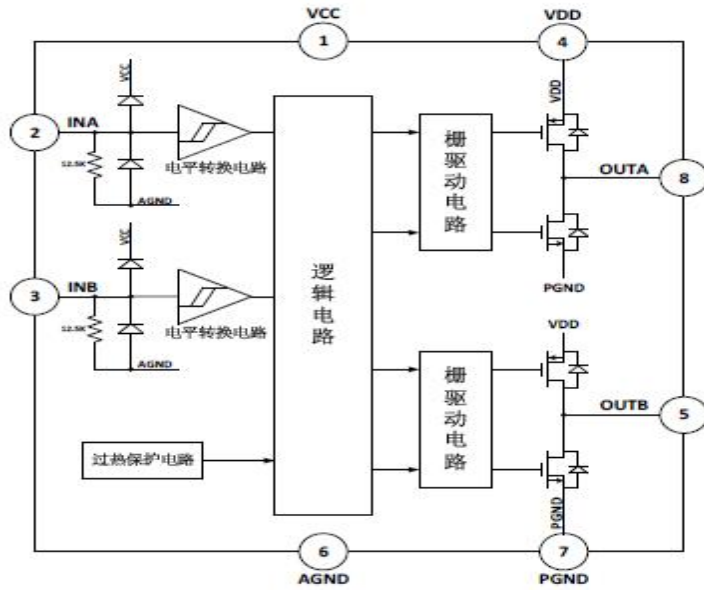 VCC
VDD
1
4
VCC
VDD
2
INA
12.5K
电平转换电路
AGND
栅驱动电路
OUTA
8
VCC
PGND
3
INB
12.5K
电平转换电路
AGND
逻辑电路
VDD
栅驱动电路
OUTB
5
过热保护电路
PGND
6
7
AGND
PGND